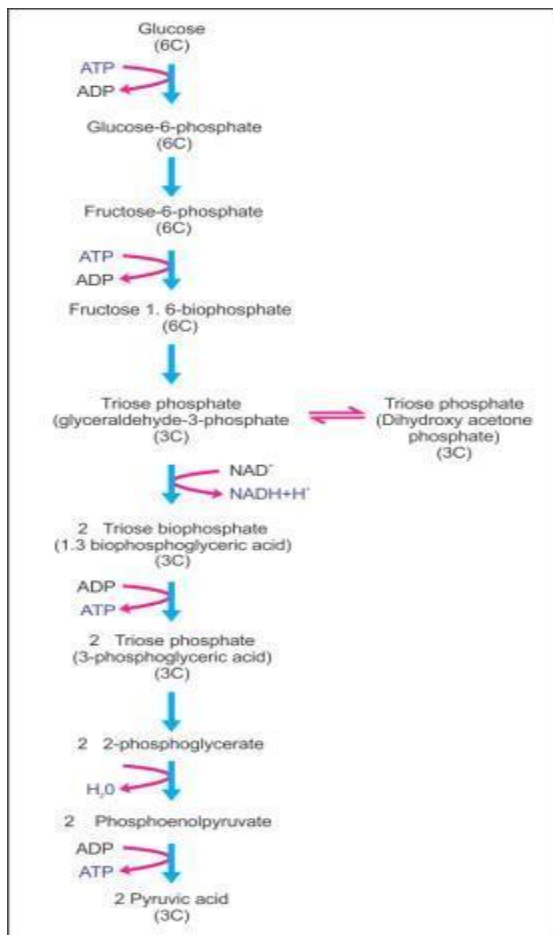 Glucose
(6C)
ATP
ADP
Glucose-6-phosphate
(6C)
Fructose-6-phosphate
(6C)
ATP
ADP
Fructose 1. 6-biophosphate
(6C)
Triose phosphate
(glyceraldehyde-3-phosphate
(3C)
Triose phosphate
(Dihydroxy acetone
phosphate)
(3C)
NAD⁺
NADH+H⁺
2 Triose biophosphate
(1.3 biophosphoglyceric acid)
(3C)
ADP
ATP
2 Triose phosphate
(3-phosphoglyceric acid)
(3C)
2 2-phosphoglycerate
H₂0
2 Phosphoenolpyruvate
ADP
ATP
2 Pyruvic acid
(3C)